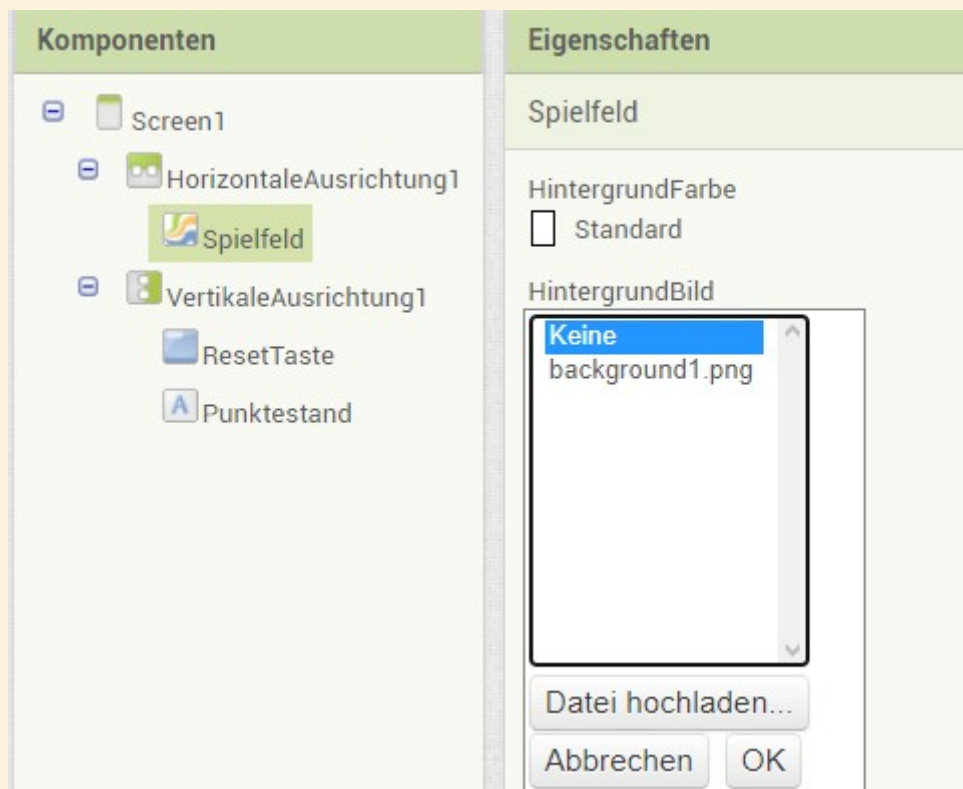 Komponenten
Screen1
HorizontaleAusrichtung1
Spielfeld
VertikaleAusrichtung1
ResetTaste
A Punktestand
Eigenschaften
Spielfeld
HintergrundFarbe
Standard
HintergrundBild
Keine
background1.png
Datei hochladen...
Abbrechen OK